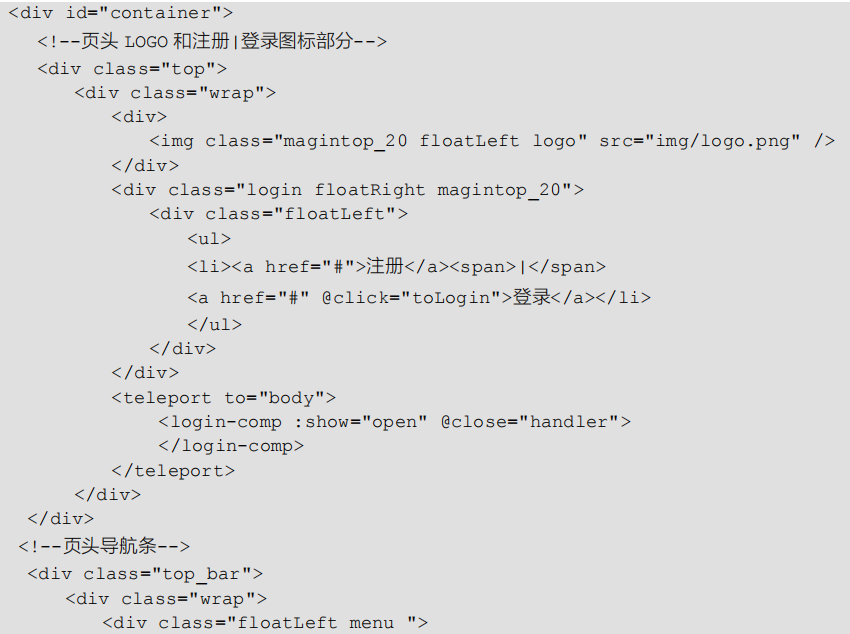 <div id="container">
<!--页头 LOGO 和注册|登录图标部分-->
<div class="top">
<div class="wrap">
<div>
<img class="magintop_20 floatLeft logo" src="img/logo.png" />
</div>
<div class="login floatRight magintop_20">
<div class="floatLeft">
<ul>
<li><a href="#">注册</a><span>|</span>
<a href="#" @click="toLogin">登录</a></li>
</ul>
</div>
</div>
<teleport to="body">
<login-comp :show="open" @close="handler">
</login-comp>
</teleport>
</div>
</div>
<!--页头导航条-->
<div class="top_bar">
<div class="wrap">
<div class="floatLeft menu ">